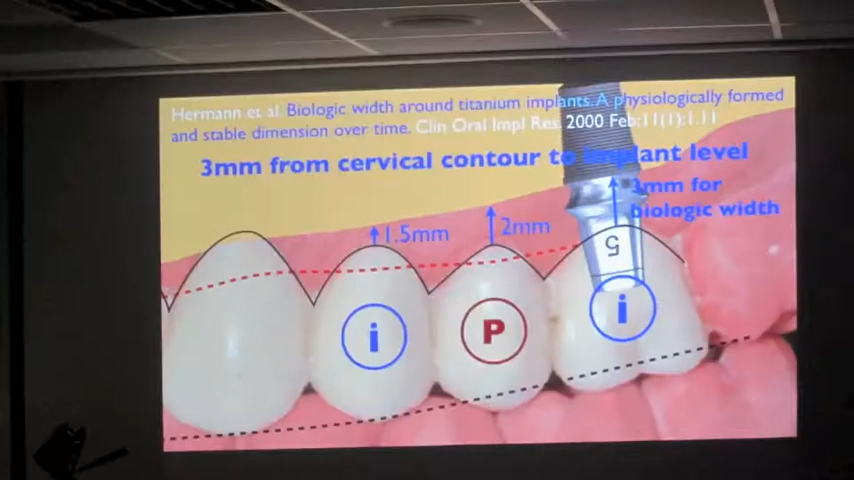 Hermann et al Biologic width around titanium implants. A physiologically formed
and stable dimension over time. Clin Oral Impl Res. 2000 Feb;11(1):1.11
3mm from cervical contour to implant level
3mm for
biologic width
1.5mm
2mm
5
i
P
i